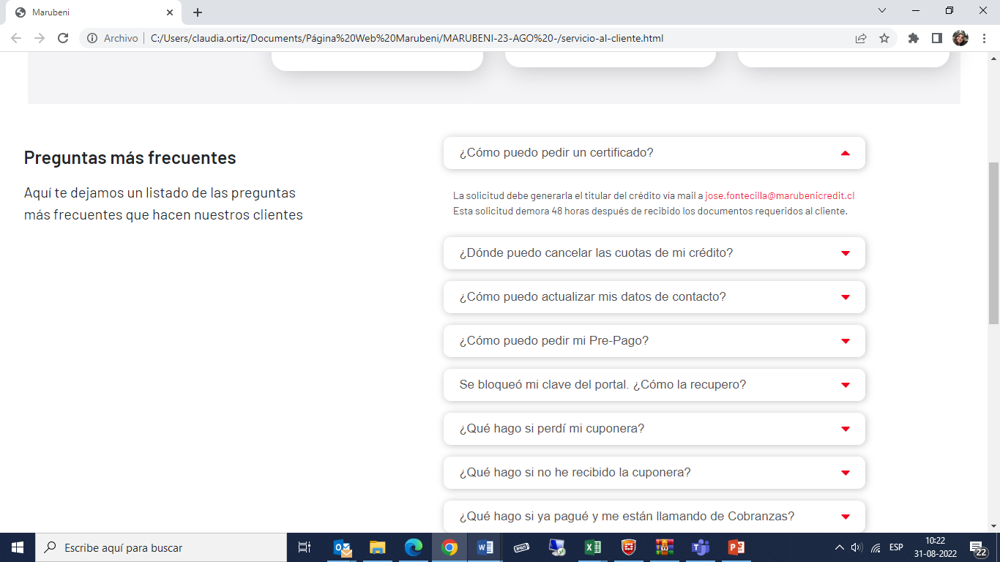 Marubeni
Archivo
C:/Users/claudia.ortiz/Documents/Página%20Web%20Marubeni/MARUBENI-23-AGO%20-/servicio-al-cliente.html
Preguntas más frecuentes
Aquí te dejamos un listado de las preguntas
más frecuentes que hacen nuestros clientes
¿Cómo puedo pedir un certificado?
La solicitud debe generarla el titular del crédito vía mail a jose.fontecilla@marubenicredit.cl
Esta solicitud demora 48 horas después de recibido los documentos requeridos al cliente.
¿Dónde puedo cancelar las cuotas de mi crédito?
¿Cómo puedo actualizar mis datos de contacto?
¿Cómo puedo pedir mi Pre-Pago?
Se bloqueó mi clave del portal. ¿Cómo la recupero?
¿Qué hago si perdí mi cuponera?
¿Qué hago si no he recibido la cuponera?
¿Qué hago si ya pagué y me están llamando de Cobranzas?
Escribe aquí para buscar
ESP
10:22
31-08-2022
22